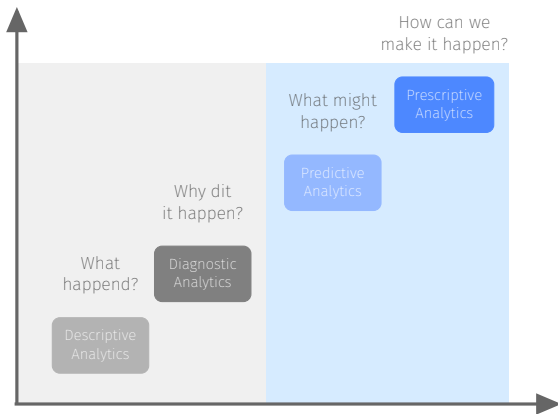 How can we
make it happen?
Prescriptive
Analytics
What might
happen?
Predictive
Analytics
Why dit
it happen?
Diagnostic
Analytics
What
happend?
Descriptive
Analytics